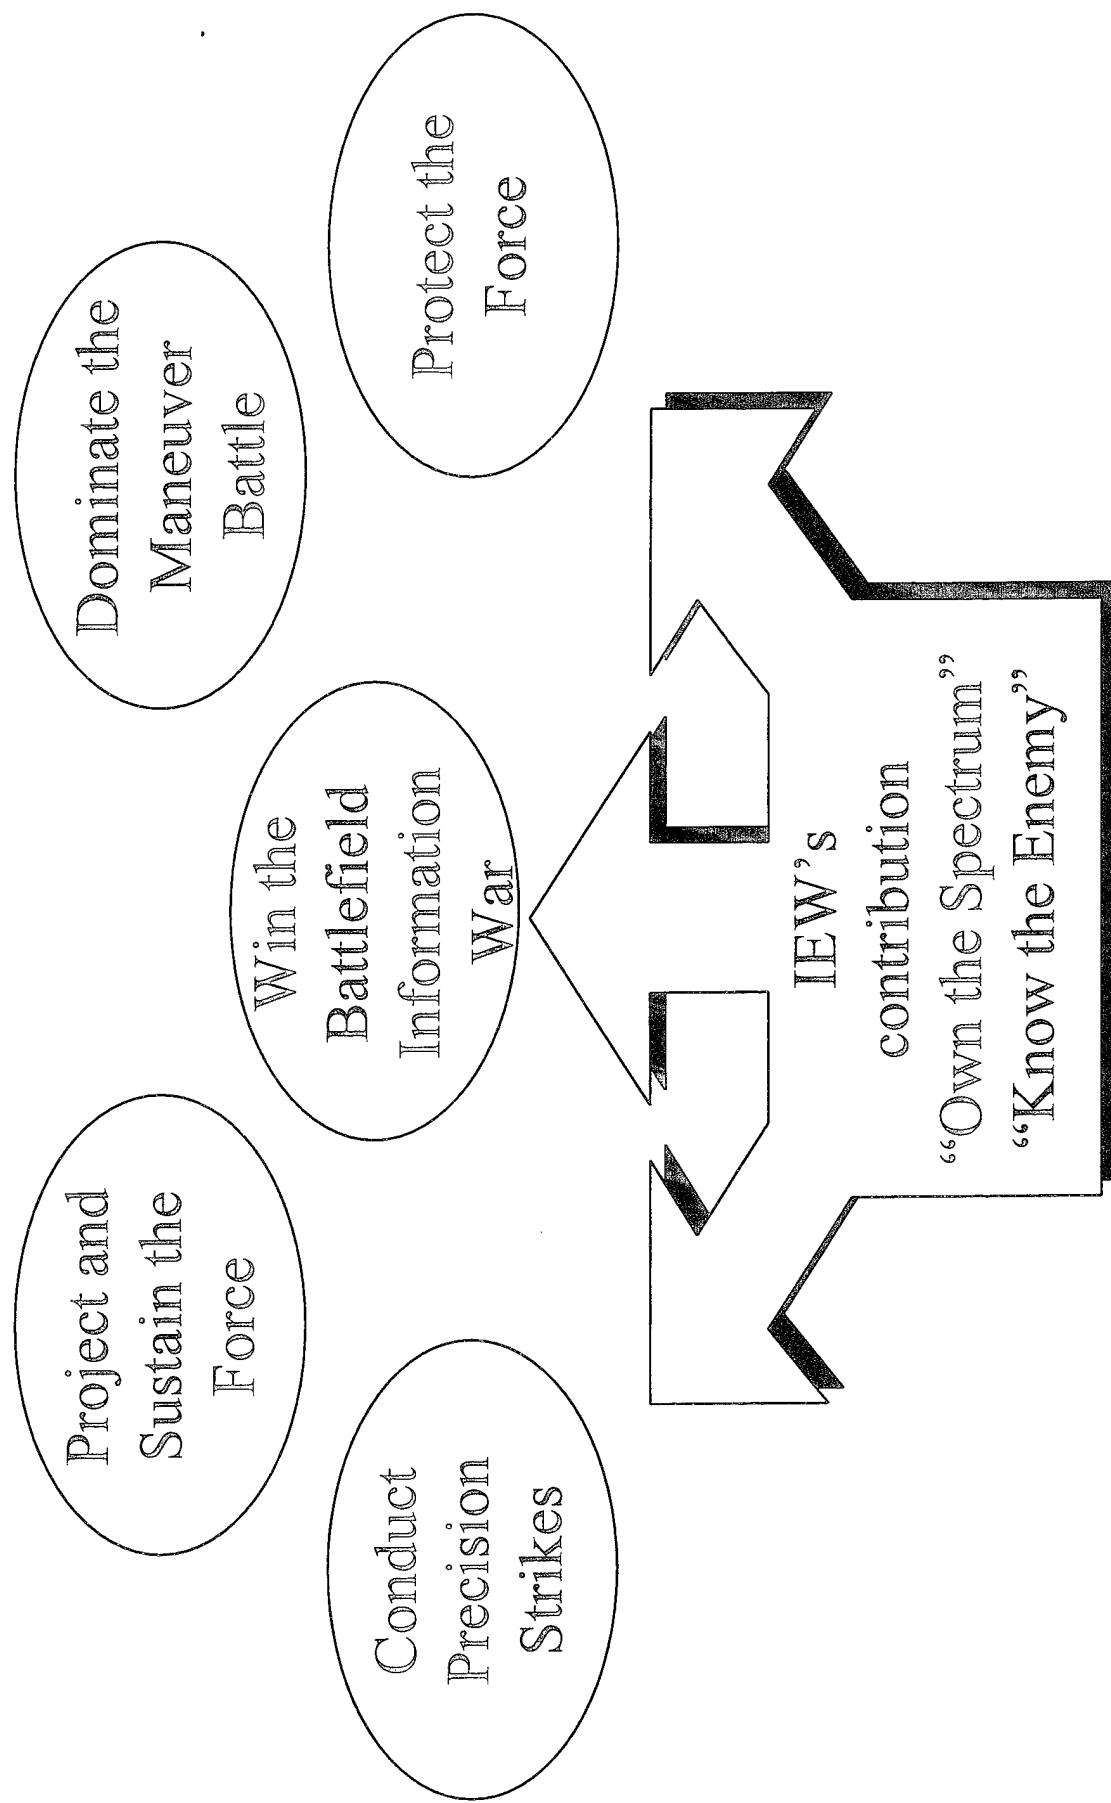 Project and
Sustain the
Force
Dominate the
Maneuver
Battle
Win the
Battlefield
Information
War
Conduct
Precision
Strikes
Protect the
Force
IEW’s
contribution
“Own the Spectrum”
“Know the Enemy”